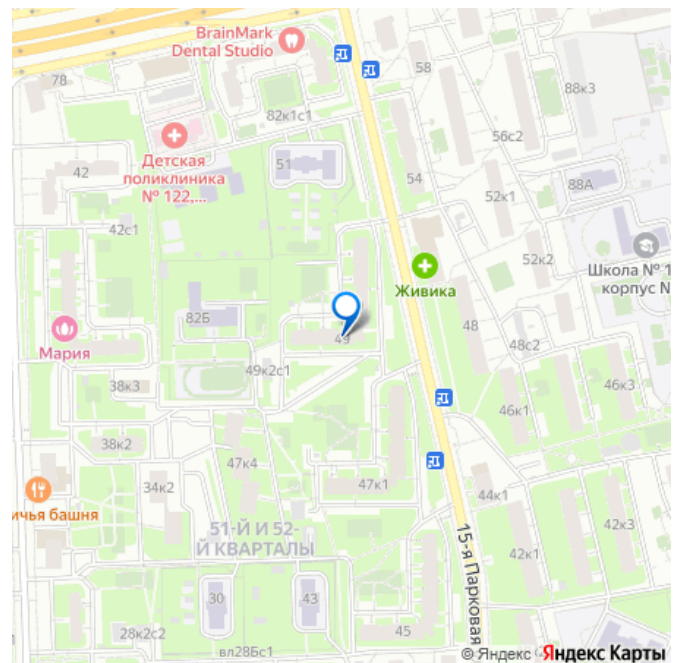 BrainMark
Dental Studio
58
78
88к3
82к1с1
56с2
Детская
поликлиника
№ 122,...
51
42
54
88А
52к1
42с1
52к2
Школа № 1
корпус N
Живика
82Б
48
Мария
49
48с2
49к2с1
38к3
46к3
46к1
38к2
47к4
34к2
47к1
44к1
ичья башня
51-Й И 52-
Й КВАРТАЛЫ
15-я Парковая
42к3
42к1
30
43
28к2с2
45
вл28Бс1
© Яндекс
Яндекс Карты